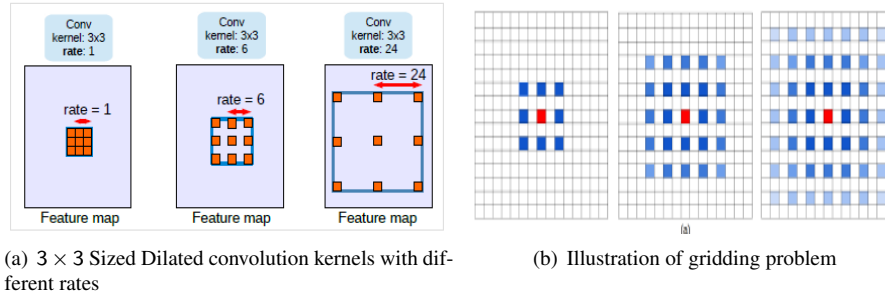 Conv
kernel: 3x3
rate: 1
Conv
kernel: 3x3
rate: 6
Conv
kernel: 3x3
rate: 24
rate = 1
rate = 6
rate = 24
Feature map
Feature map
Feature map
(a)
(a) 3 × 3 Sized Dilated convolution kernels with dif-
ferent rates
(b) Illustration of gridding problem